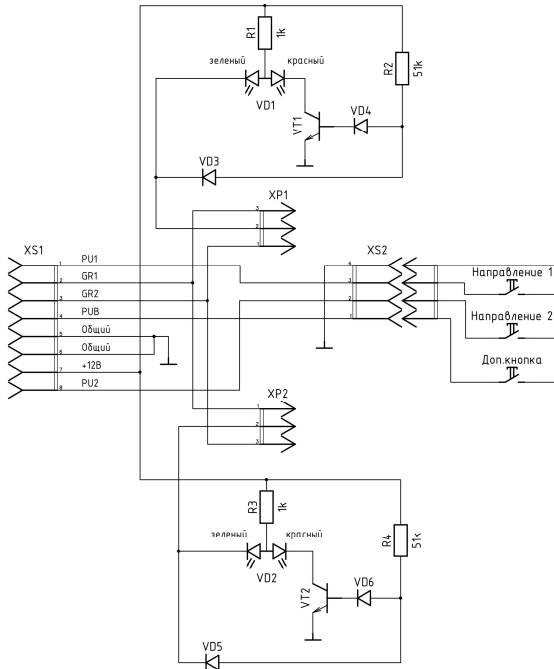 R1
1k
зеленый
красный
R2
51k
VD1
VD4
VT1
VD3
XP1
3
2
1
XS1
1
PU1
2
GR1
3
GR2
4
PUB
5
Общий
6
Общий
7
+12В
8
PU2
XS2
4
3
2
1
Направление 1
Направление 2
Доп.кнопка
XP2
1
2
3
R3
1k
зеленый
красный
R4
51k
VD2
VD6
VT2
VD5